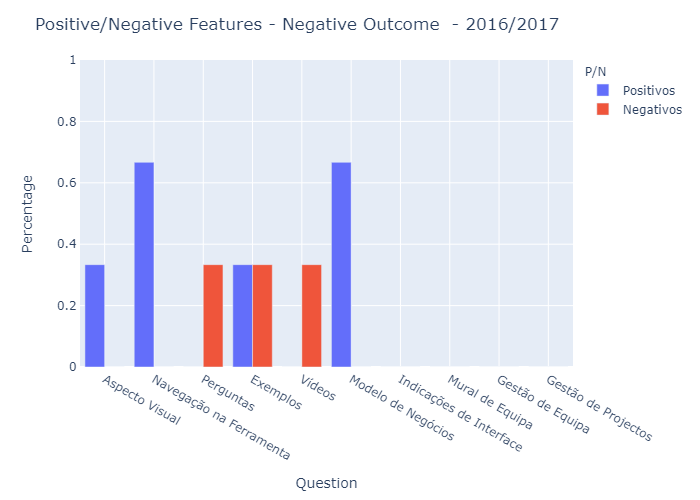 Positive/Negative Features - Negative Outcome - 2016/2017
P/N
Positivos
Negativos
Percentage
1
0.8
0.6
0.4
0.2
0
Aspecto Visual
Navegação na Ferramenta
Perguntas
Exemplos
Vídeos
Modelo de Negócios
Indicações de Interface
Mural de Equipa
Gestão de Equipa
Gestão de Projectos
Question